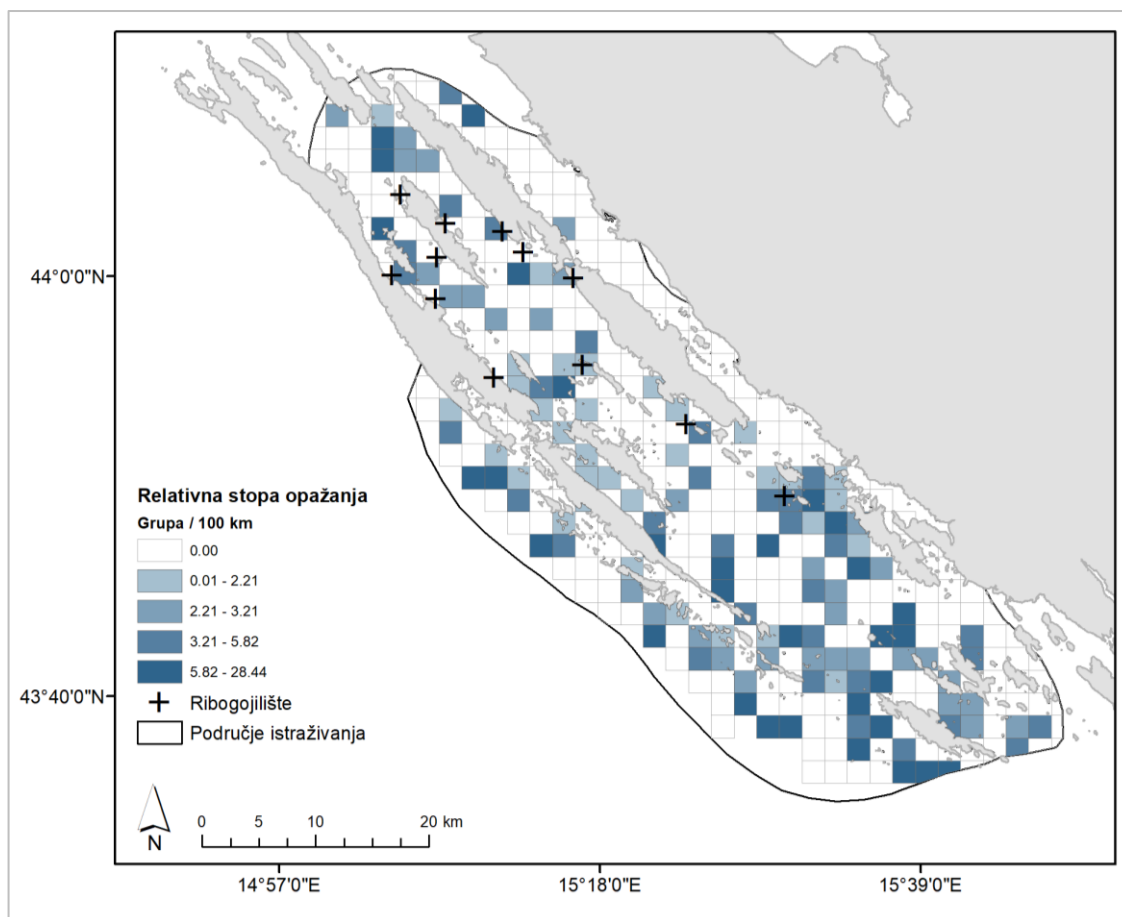 44°0'0"N
43°40'0"N
Relativna stopa opažanja
Grupa / 100 km
0.00
0.01 - 2.21
2.21 - 3.21
3.21 - 5.82
5.82 - 28.44
Ribogojilište
Područje istraživanja
N
0 5 10 20 km
14°57'0"E 15°18'0"E 15°39'0"E